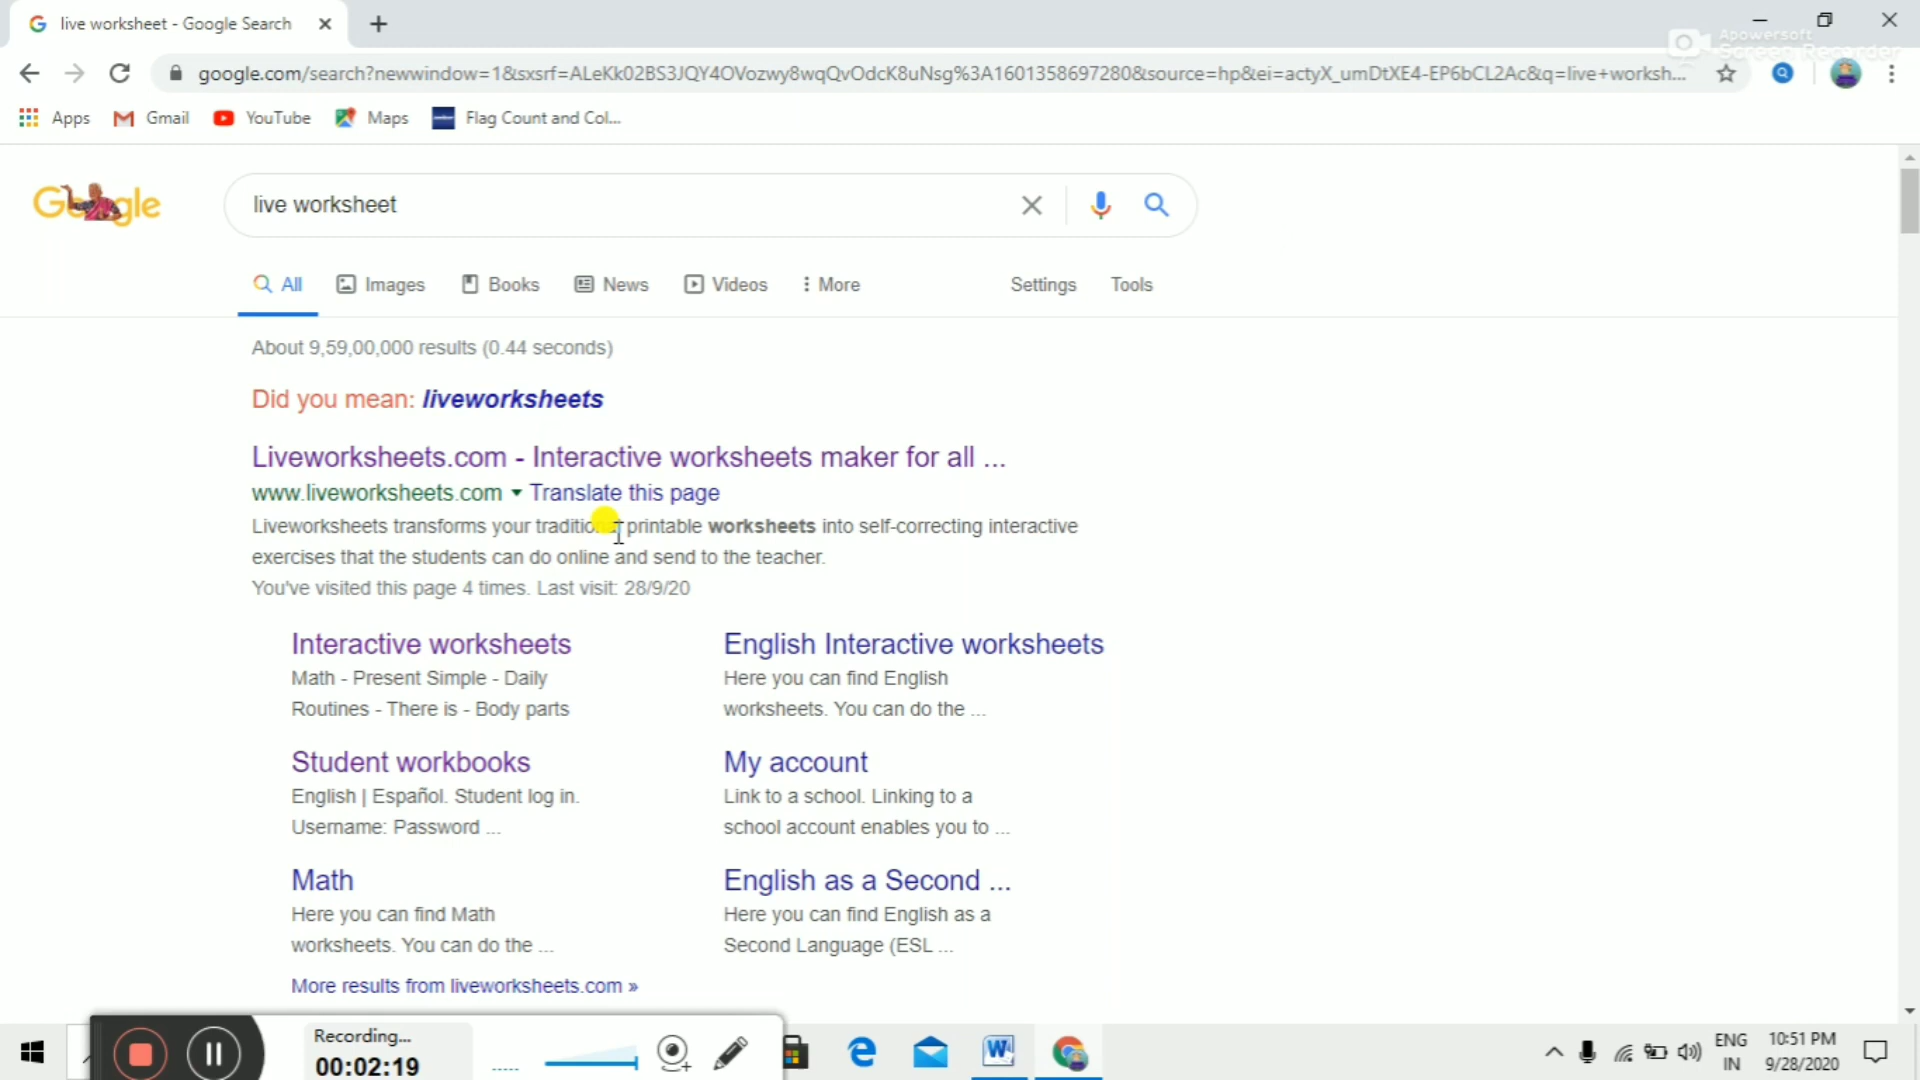 live worksheet - Google Search
Apowersoft
Screen Recorder
google.com/search?newwindow=1&sxsrf=ALeKk02BS3JQY4OVozwy8wqQvOdcK8uNsg%3A1601358697280&source=hp&ei=actyX_umDtXE4-EP6bCL2Ac&q=live+worksh...
Apps Gmail YouTube Maps Flag Count and Col...
Google live worksheet
All Images Books News Videos More Settings Tools
About 9,59,00,000 results (0.44 seconds)
Did you mean: liveworksheets
Liveworksheets.com - Interactive worksheets maker for all ...
www.liveworksheets.com Translate this page
Liveworksheets transforms your traditional printable worksheets into self-correcting interactive
exercises that the students can do online and send to the teacher.
You've visited this page 4 times. Last visit: 28/9/20
Interactive worksheets
Math - Present Simple - Daily
Routines - There is - Body parts
English Interactive worksheets
Here you can find English
worksheets. You can do the ...
Student workbooks
English | Español. Student log in.
Username: Password ...
My account
Link to a school. Linking to a
school account enables you to ...
Math
Here you can find Math
worksheets. You can do the ...
English as a Second ...
Here you can find English as a
Second Language (ESL ...
More results from liveworksheets.com »
Recording...
00:02:19
ENG
IN
10:51 PM
9/28/2020